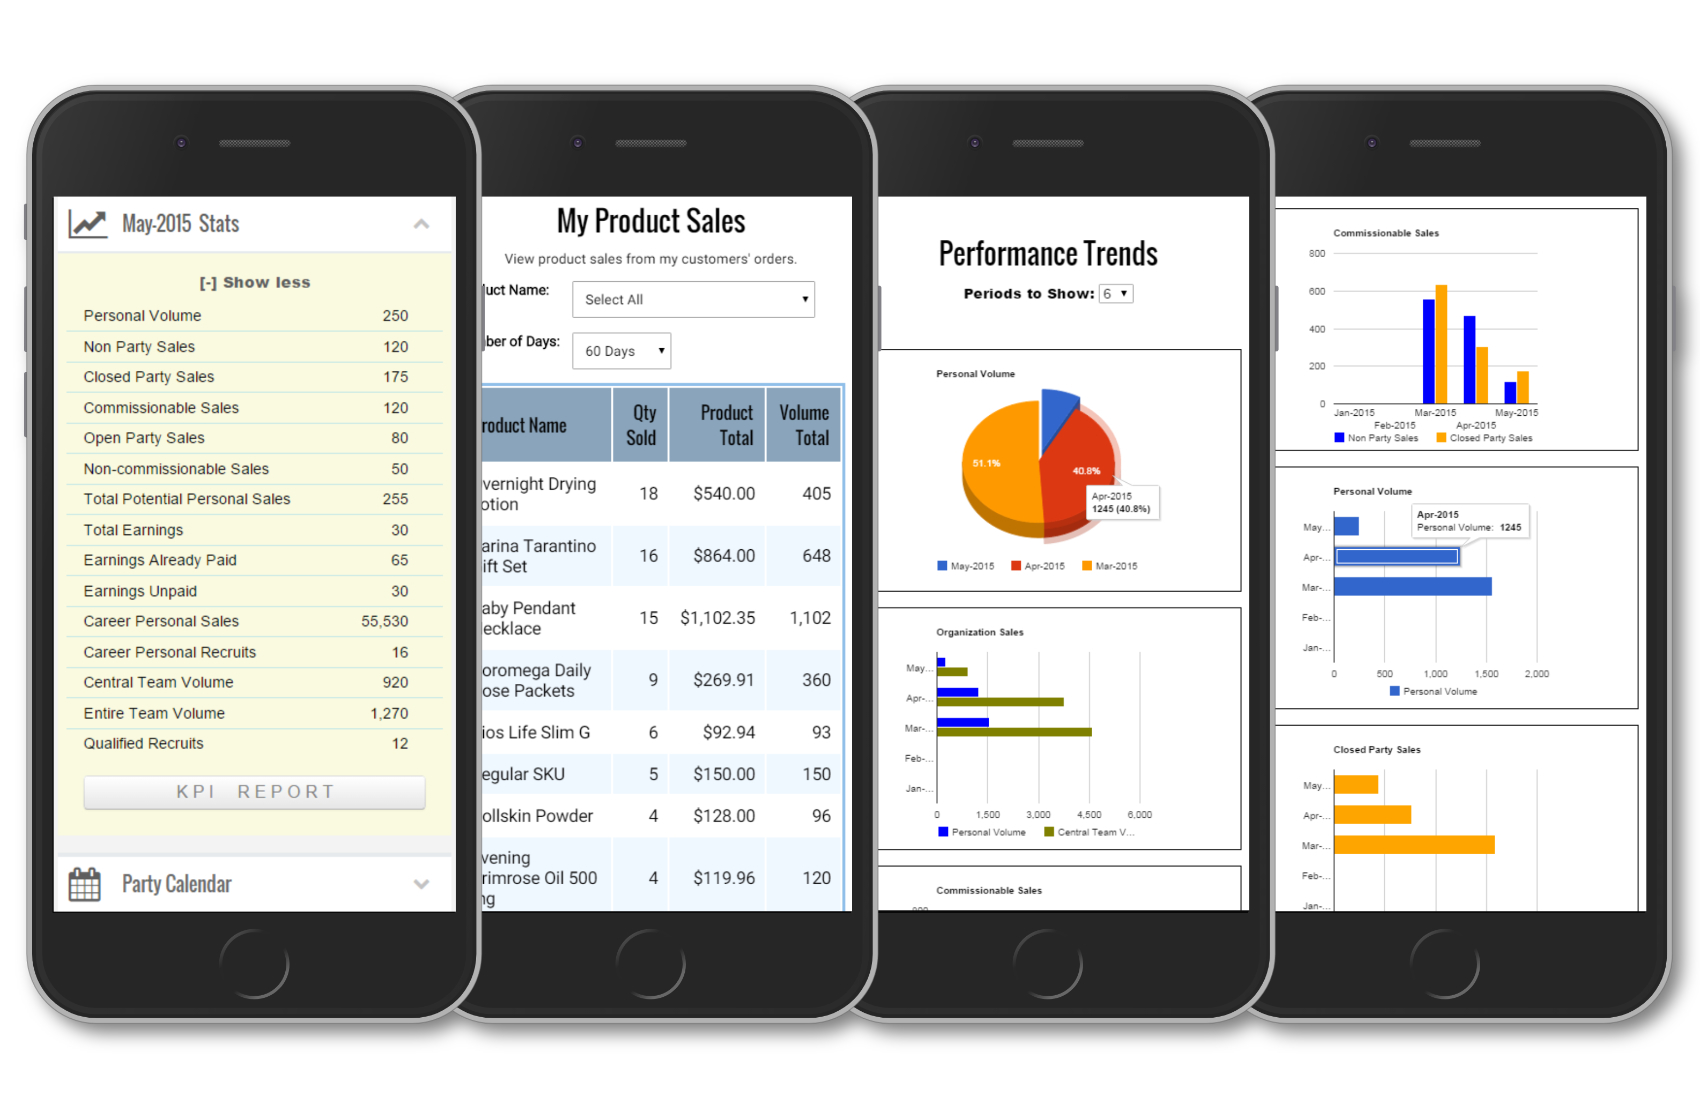 May-2015 Stats
[-] Show less
Personal Volume 250
Non Party Sales 120
Closed Party Sales 175
Commissionable Sales 120
Open Party Sales 80
Non-commissionable Sales 50
Total Potential Personal Sales 255
Total Earnings 30
Earnings Already Paid 65
Earnings Unpaid 30
Career Personal Sales 55,530
Career Personal Recruits 16
Central Team Volume 920
Entire Team Volume 1,270
Qualified Recruits 12
KPI REPORT
Party Calendar
My Product Sales
View product sales from my customers' orders.
uct Name: Select All
ber of Days: 60 Days
roduct Name Qty Sold Product Total Volume Total
vernight Drying
otion 18 $540.00 405
arina Tarantino
ift Set 16 $864.00 648
aby Pendant
ecklace 15 $1,102.35 1,102
oromega Daily
ose Packets 9 $269.91 360
ios Life Slim G 6 $92.94 93
egular SKU 5 $150.00 150
ollskin Powder 4 $128.00 96
vening
rimrose Oil 500
g 4 $119.96 120
Performance Trends
Periods to Show: 6
Personal Volume
51.1%
40.8%
Apr-2015
1245 (40.8%)
May-2015 Apr-2015 Mar-2015
Organization Sales
May...
Apr-...
Mar-...
Feb-...
Jan-...
0 1,500 3,000 4,500 6,000
Personal Volume Central Team V...
Commissionable Sales
Commissionable Sales
800
600
400
200
0
Jan-2015 Mar-2015 May-2015
Feb-2015 Apr-2015
Non Party Sales Closed Party Sales
Personal Volume
Apr-2015
Personal Volume: 1245
May...
Apr-...
Mar-...
Feb-...
Jan-...
0 500 1,000 1,500 2,000
Personal Volume
Closed Party Sales
May...
Apr-...
Mar-...
Feb-...
Jan-...